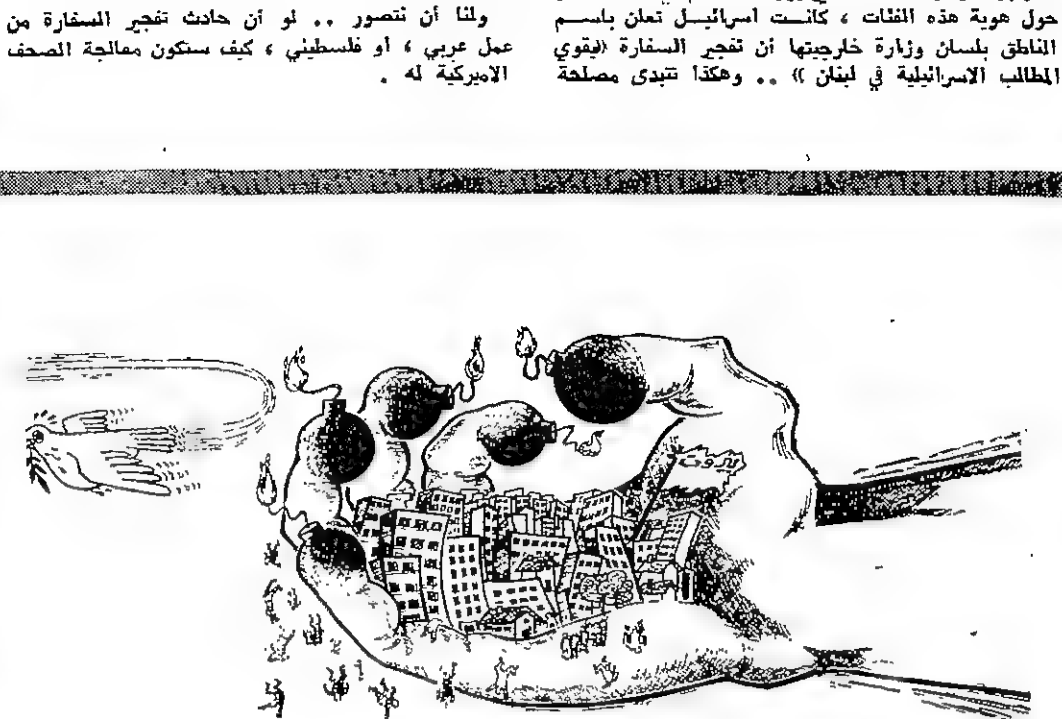 حول هوية هذه الفئات ، كانت اسرائيل تعلن باسم
الناطق بلسان وزارة خارجيتها أن تفجير السفارة «يقوي
المطالب الاسرائيلية في لبنان » .. وهكذا تتبدى مصلحة
ولنا أن نتصور .. لو أن حادث تفجير السفارة من
عمل عربي ، أو فلسطيني ، كيف ستكون معالجة الصحف
الاميركية له .
بيروت